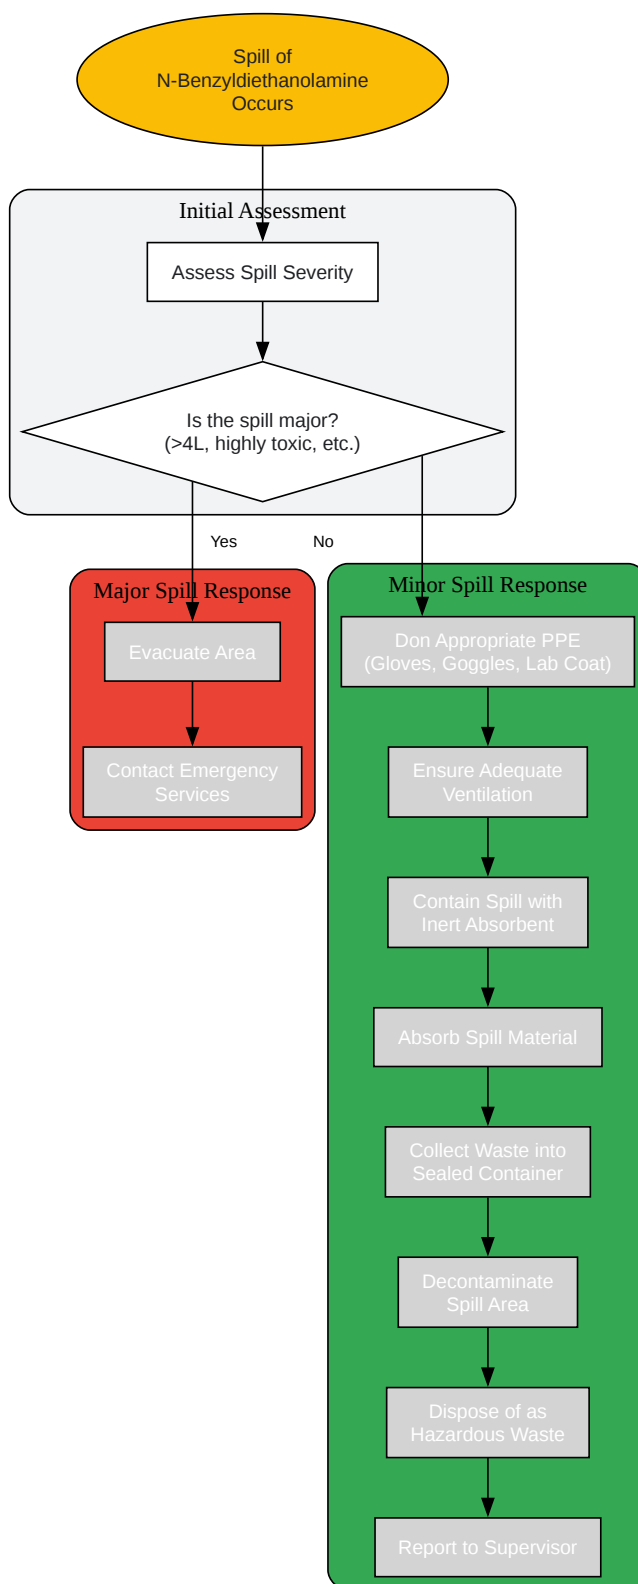 Spill of
N-Benzyldiethanolamine
Occurs
Initial Assessment
Assess Spill Severity
Is the spill major?
(>4L, highly toxic, etc.)
Yes
No
Major Spill Response
Evacuate Area
Contact Emergency
Services
Minor Spill Response
Don Appropriate PPE
(Gloves, Goggles, Lab Coat)
Ensure Adequate
Ventilation
Contain Spill with
Inert Absorbent
Absorb Spill Material
Collect Waste into
Sealed Container
Decontaminate
Spill Area
Dispose of as
Hazardous Waste
Report to Supervisor